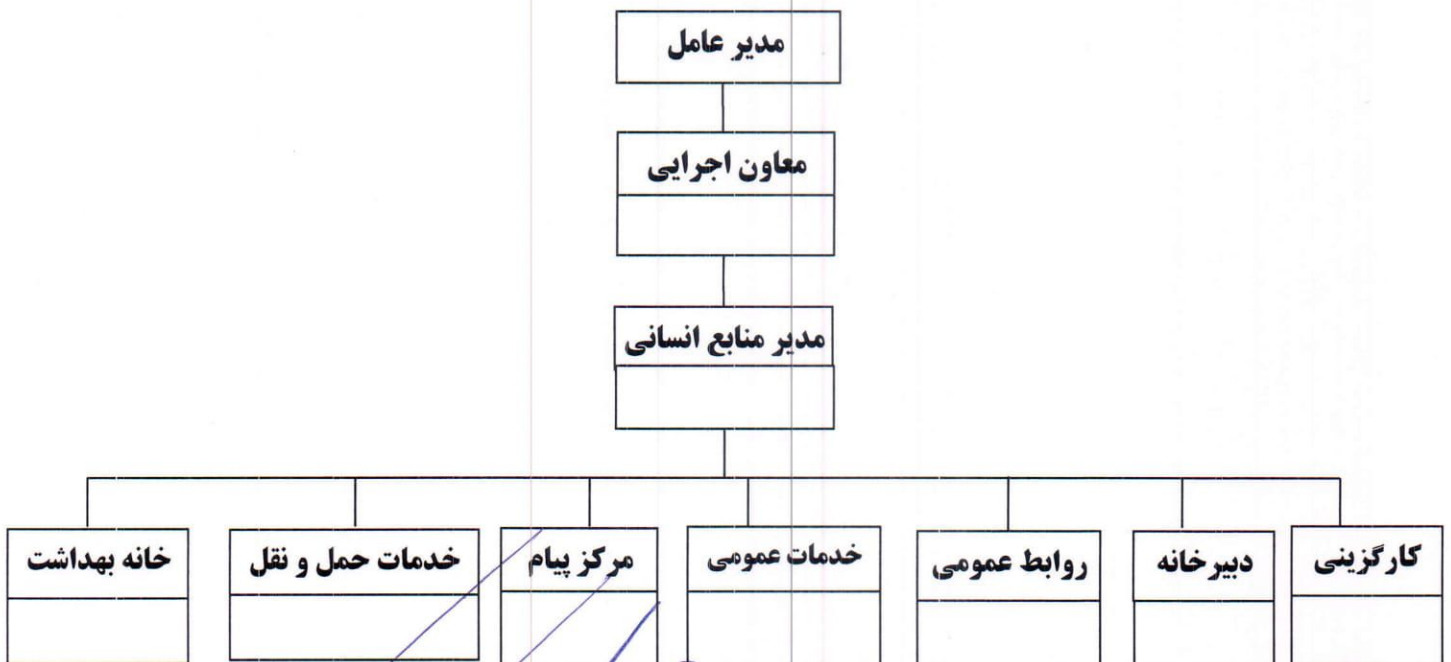 مدیر عامل
معاون اجرایی
مدیر منابع انسانی
کارگزینی
دبیرخانه
روابط عمومی
خدمات عمومی
مرکز پیام
خدمات حمل و نقل
خانه بهداشت